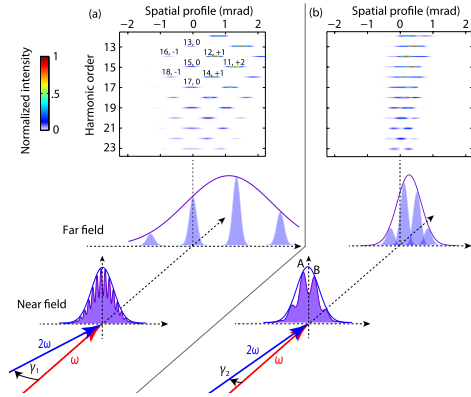 Spatial profile (mrad)
(a)
−2 −1 0 1 2
Normalized intensity
1
.5
0
Harmonic order
13
15
17
19
21
23
13, 0
16, -1
12, +1
15, 0
11, +2
18, -1
14, +1
17, 0
Far field
Near field
2ω
ω
γ1
Spatial profile (mrad)
(b)
−2 −1 0 1 2
A
B
2ω
ω
γ2